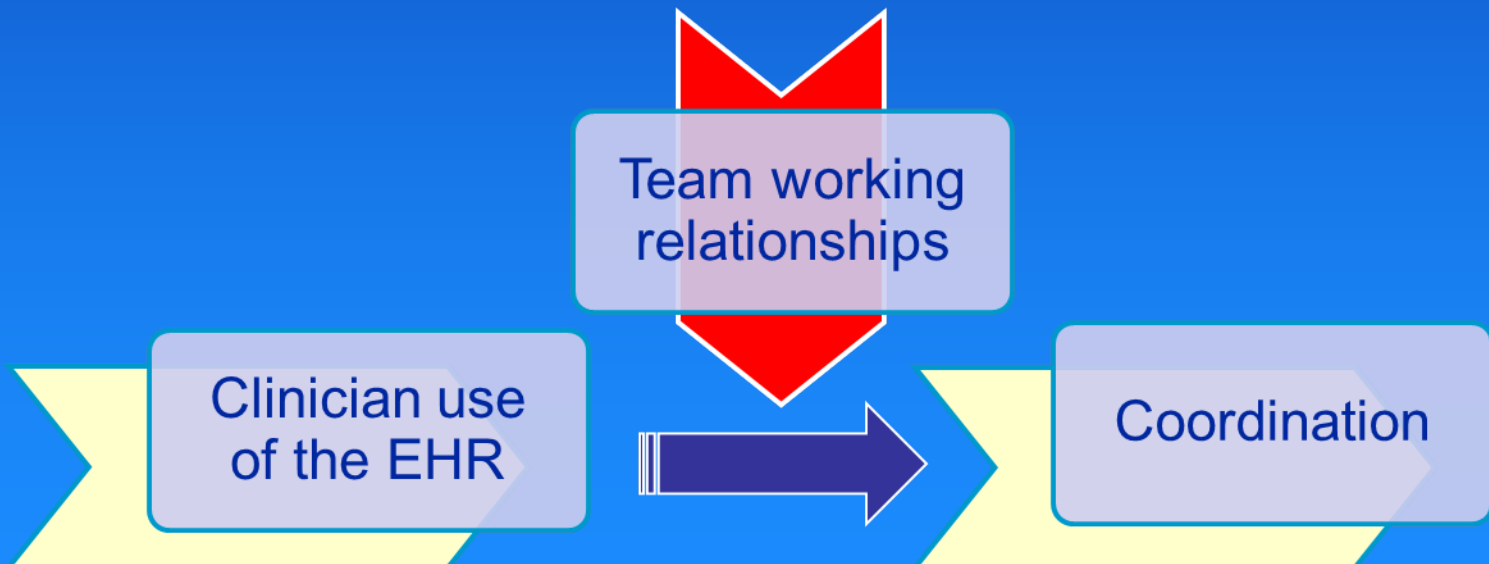 Team working
relationships
Clinician use
of the EHR
Coordination